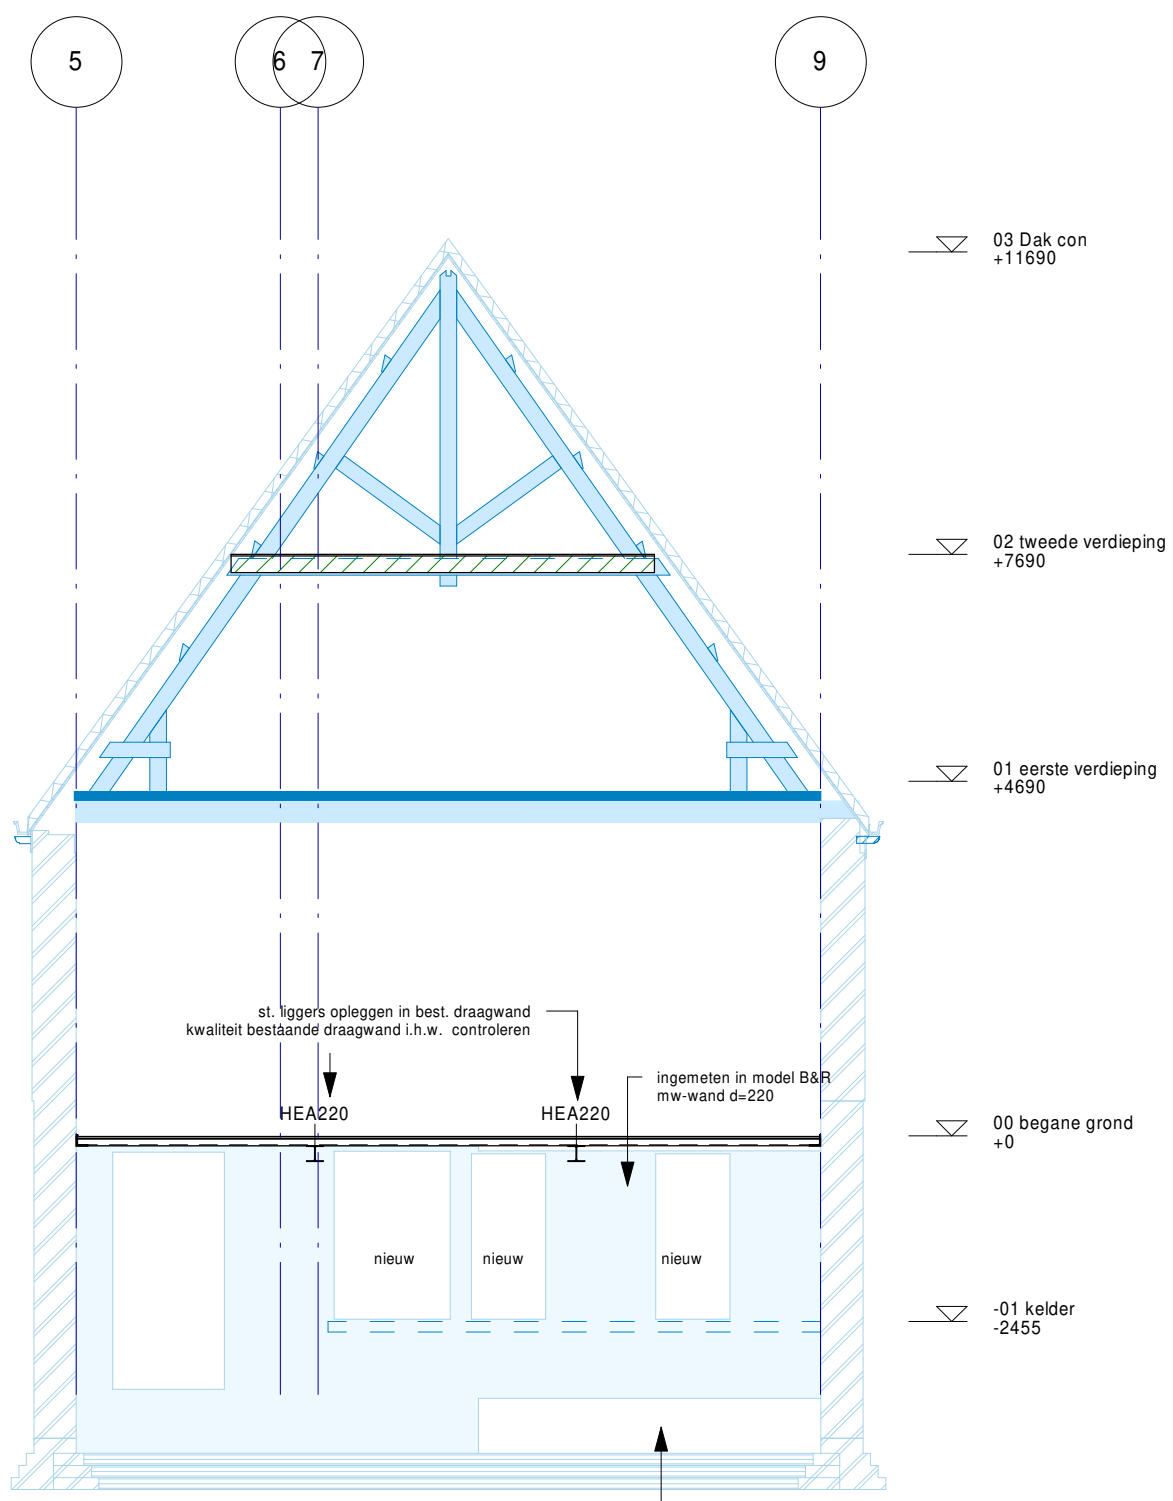 5
6
7
9
03 Dak con
+11690
02 tweede verdieping
+7690
01 eerste verdieping
+4690
st. liggers opleggen in best. draagwand
kwaliteit bestaande draagwand i.h.w. controleren
ingemeten in model B&R
mw-wand d=220
HEA220
HEA220
00 begane grond
+0
nieuw
nieuw
nieuw
-01 kelder
-2455